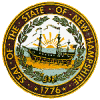 SEAL OF THE STATE OF NEW HAMPSHIRE
1776